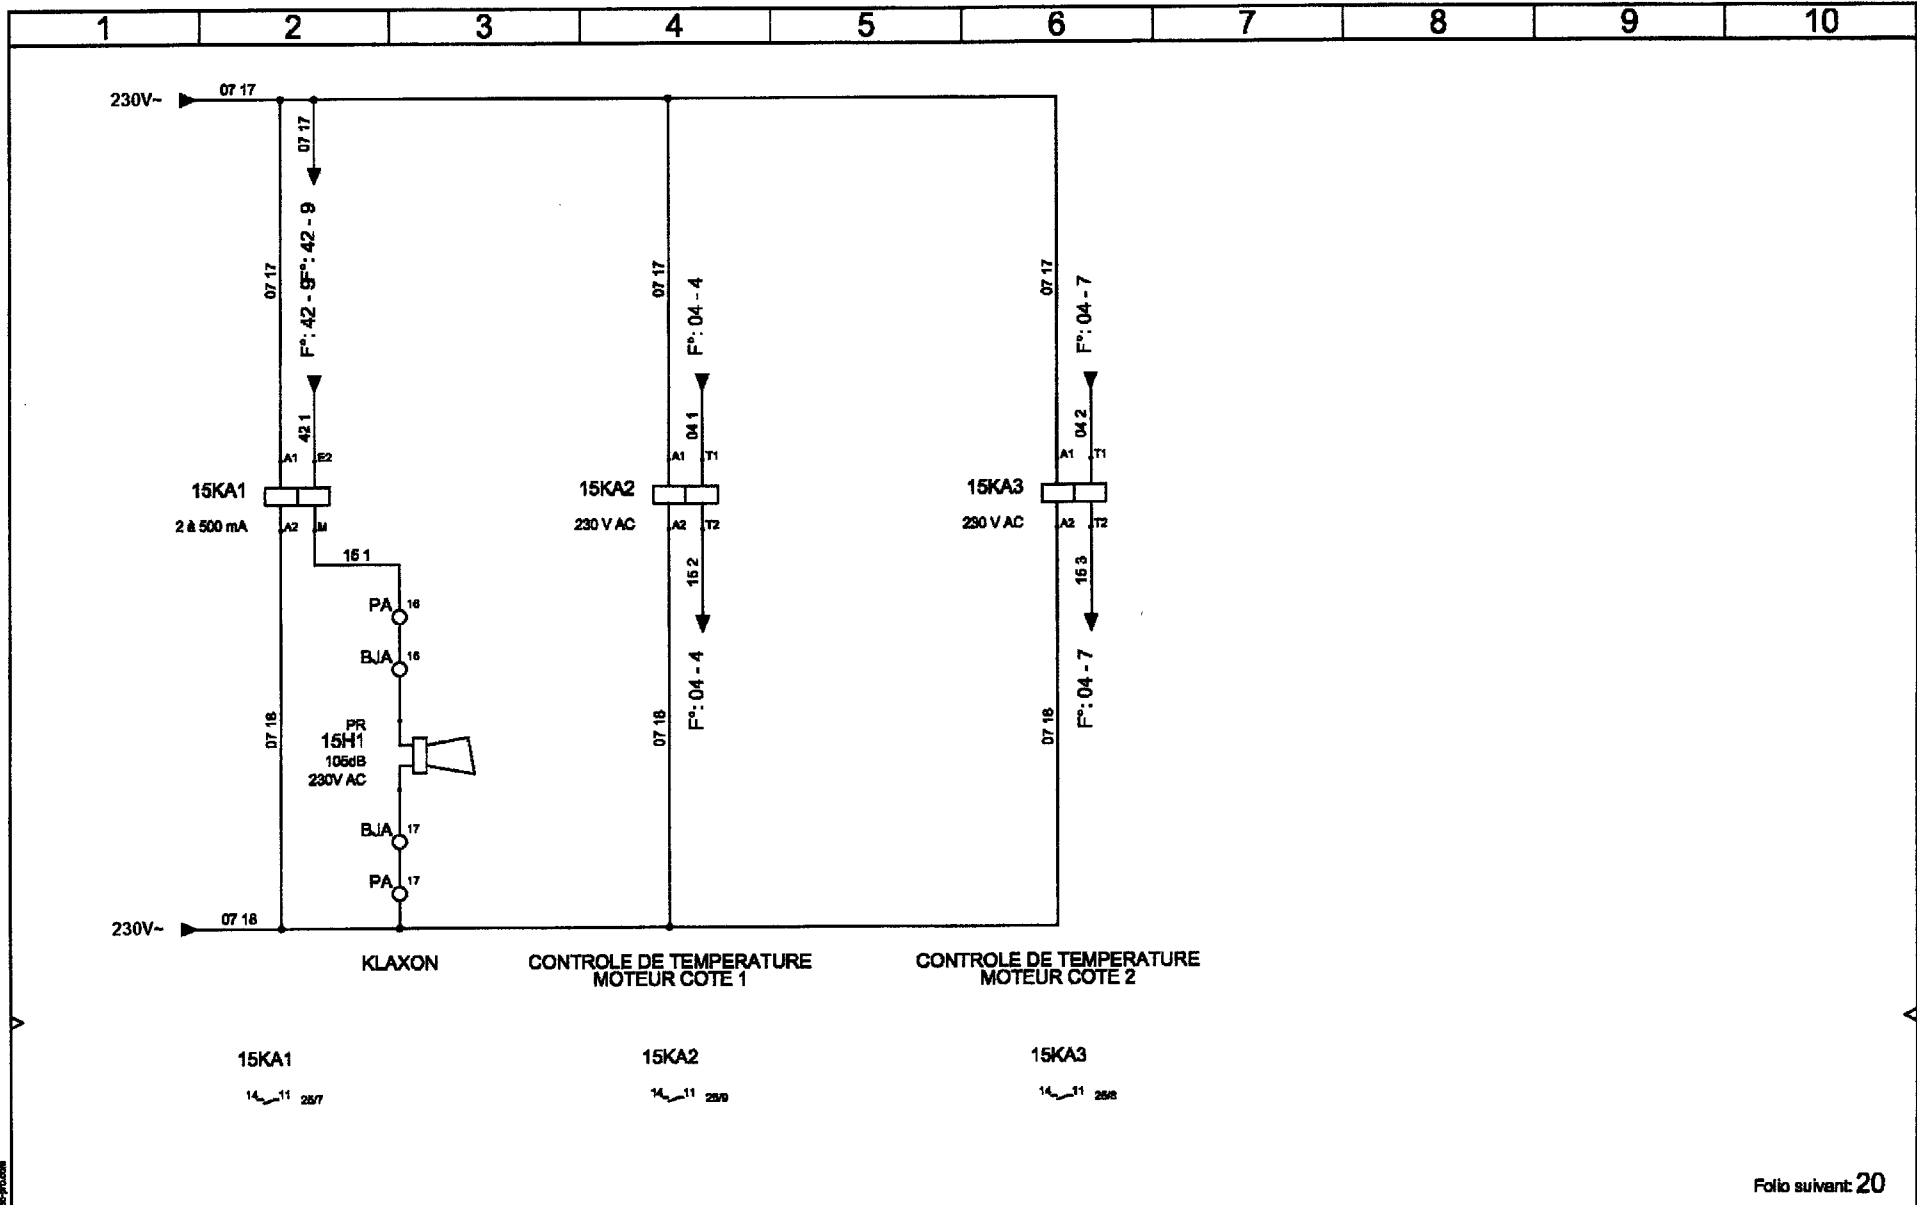 1 2 3 4 5 6 7 8 9 10
230V~
07 17
07 17
F°: 42 - 9
F°: 42 - 9
07 17
42 1
A1 E2
15KA1
2 à 500 mA
A2 M
15 1
PA 16
BJA 16
PR
15H1
105dB
230V AC
BJA 17
PA 17
07 18
230V~
07 18
07 17
F°: 04 - 4
04 1
A1 T1
15KA2
230 V AC
A2 T2
15 2
F°: 04 - 4
07 18
07 17
F°: 04 - 7
04 2
A1 T1
15KA3
230 V AC
A2 T2
15 3
F°: 04 - 7
07 18
KLAXON
CONTROLE DE TEMPERATURE
MOTEUR COTE 1
CONTROLE DE TEMPERATURE
MOTEUR COTE 2
15KA1
14 11
15KA2
14 11
15KA3
14 11
Folio suivant: 20